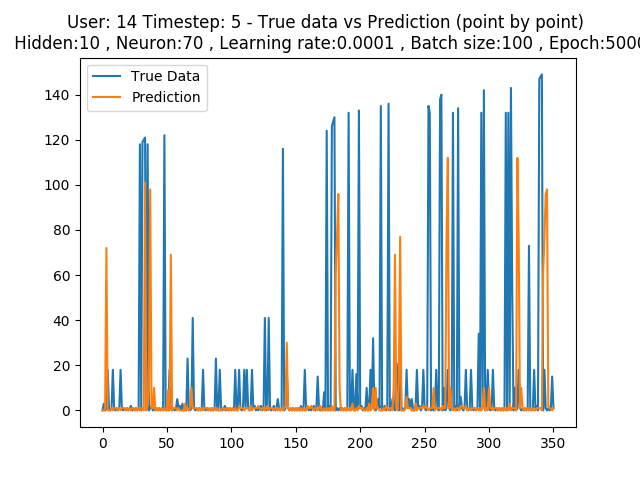 User: 14 Timestep: 5 - True data vs Prediction (point by point)
Hidden:10 , Neuron:70 , Learning rate:0.0001 , Batch size:100 , Epoch:5000
True Data
Prediction
140
120
100
80
60
40
20
0
0 50 100 150 200 250 300 350